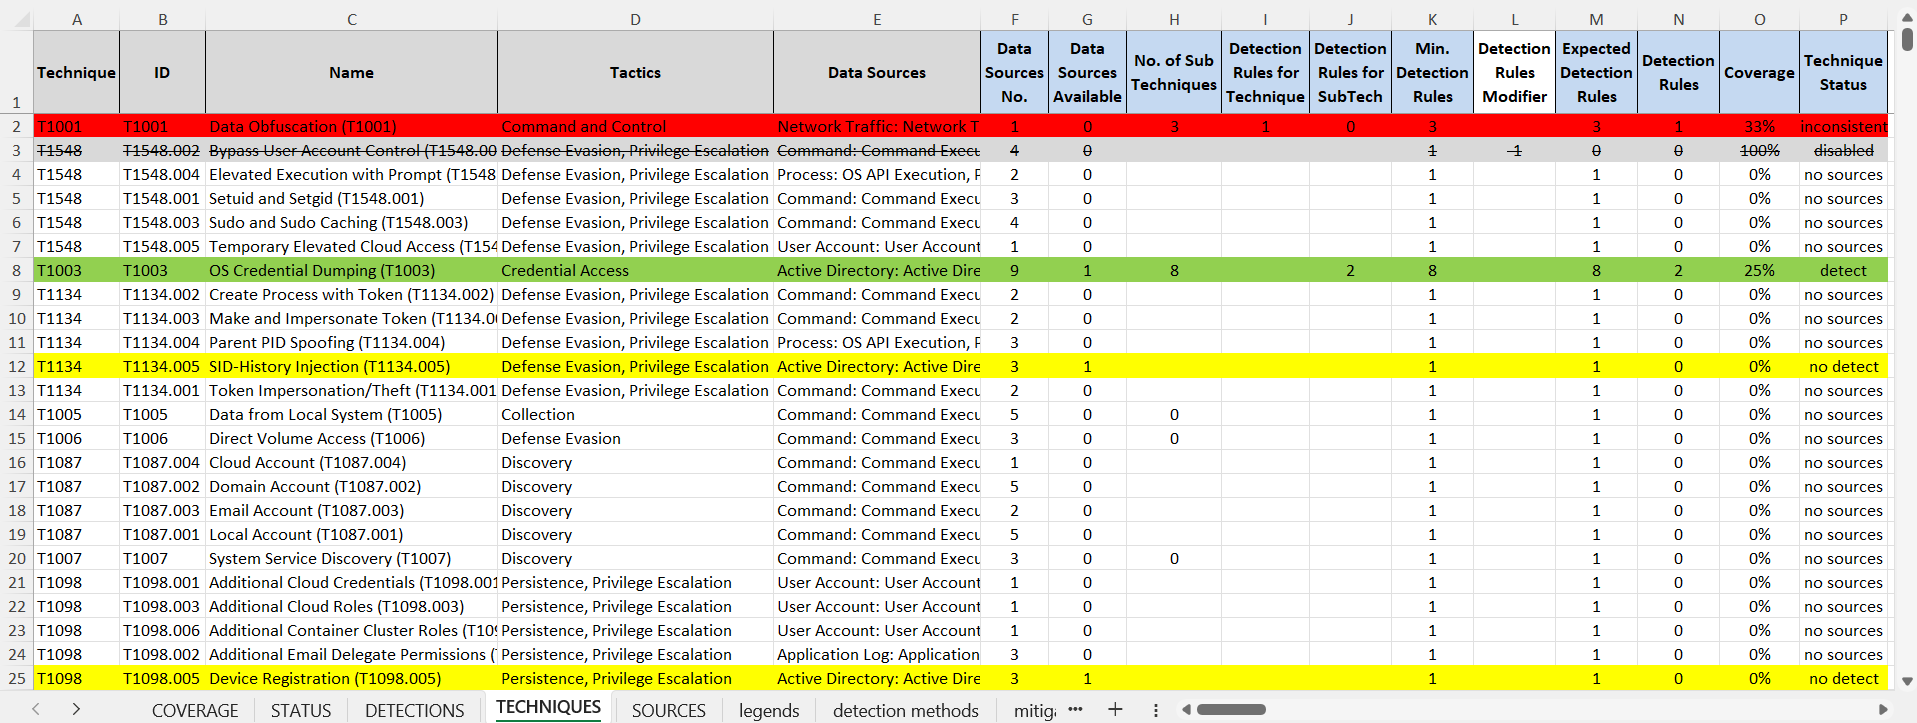 A B C D E F G H I J K L M N O P
1 Technique ID Name Tactics Data Sources Data Sources No. Data Sources Available No. of Sub Techniques Detection Rules for Technique Detection Rules for SubTech Min. Detection Rules Detection Rules Modifier Expected Detection Rules Detection Rules Coverage Technique Status
2 T1001 T1001 Data Obfuscation (T1001) Command and Control Network Traffic: Network T 1 0 3 1 0 3 3 1 33% inconsistent
3 T1548 T1548.002 Bypass User Account Control (T1548.00 Defense Evasion, Privilege Escalation Command: Command Execu 4 0 1 -1 0 0 100% disabled
4 T1548 T1548.004 Elevated Execution with Prompt (T1548 Defense Evasion, Privilege Escalation Process: OS API Execution, P 2 0 1 1 0 0% no sources
5 T1548 T1548.001 Setuid and Setgid (T1548.001) Defense Evasion, Privilege Escalation Command: Command Execu 3 0 1 1 0 0% no sources
6 T1548 T1548.003 Sudo and Sudo Caching (T1548.003) Defense Evasion, Privilege Escalation Command: Command Execu 4 0 1 1 0 0% no sources
7 T1548 T1548.005 Temporary Elevated Cloud Access (T154 Defense Evasion, Privilege Escalation User Account: User Account 1 0 1 1 0 0% no sources
8 T1003 T1003 OS Credential Dumping (T1003) Credential Access Active Directory: Active Dire 9 1 8 2 8 8 2 25% detect
9 T1134 T1134.002 Create Process with Token (T1134.002) Defense Evasion, Privilege Escalation Command: Command Execu 2 0 1 1 0 0% no sources
10 T1134 T1134.003 Make and Impersonate Token (T1134.0 Defense Evasion, Privilege Escalation Command: Command Execu 2 0 1 1 0 0% no sources
11 T1134 T1134.004 Parent PID Spoofing (T1134.004) Defense Evasion, Privilege Escalation Process: OS API Execution, P 3 0 1 1 0 0% no sources
12 T1134 T1134.005 SID-History Injection (T1134.005) Defense Evasion, Privilege Escalation Active Directory: Active Dire 3 1 1 1 0 0% no detect
13 T1134 T1134.001 Token Impersonation/Theft (T1134.001 Defense Evasion, Privilege Escalation Command: Command Execu 2 0 1 1 0 0% no sources
14 T1005 T1005 Data from Local System (T1005) Collection Command: Command Execu 5 0 0 1 1 0 0% no sources
15 T1006 T1006 Direct Volume Access (T1006) Defense Evasion Command: Command Execu 3 0 0 1 1 0 0% no sources
16 T1087 T1087.004 Cloud Account (T1087.004) Discovery Command: Command Execu 1 0 1 1 0 0% no sources
17 T1087 T1087.002 Domain Account (T1087.002) Discovery Command: Command Execu 5 0 1 1 0 0% no sources
18 T1087 T1087.003 Email Account (T1087.003) Discovery Command: Command Execu 2 0 1 1 0 0% no sources
19 T1087 T1087.001 Local Account (T1087.001) Discovery Command: Command Execu 5 0 1 1 0 0% no sources
20 T1007 T1007 System Service Discovery (T1007) Discovery Command: Command Execu 3 0 0 1 1 0 0% no sources
21 T1098 T1098.001 Additional Cloud Credentials (T1098.001 Persistence, Privilege Escalation User Account: User Account 1 0 1 1 0 0% no sources
22 T1098 T1098.003 Additional Cloud Roles (T1098.003) Persistence, Privilege Escalation User Account: User Account 1 0 1 1 0 0% no sources
23 T1098 T1098.006 Additional Container Cluster Roles (T109 Persistence, Privilege Escalation User Account: User Account 1 0 1 1 0 0% no sources
24 T1098 T1098.002 Additional Email Delegate Permissions ( Persistence, Privilege Escalation Application Log: Application 3 0 1 1 0 0% no sources
25 T1098 T1098.005 Device Registration (T1098.005) Persistence, Privilege Escalation Active Directory: Active Dire 3 1 1 1 0 0% no detect
COVERAGE STATUS DETECTIONS TECHNIQUES SOURCES legends detection methods mitiga